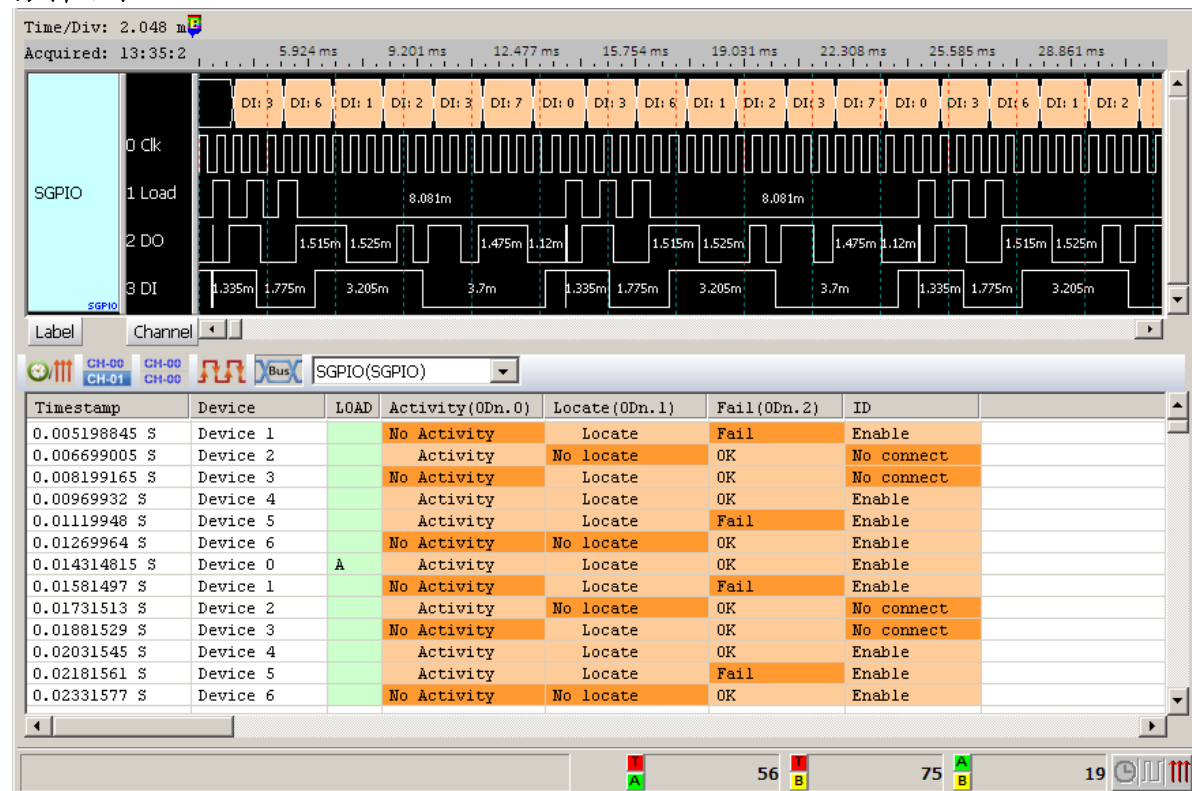 Time/Div: 2.048 m
Acquired: 13:35:2 5.924 ms 9.201 ms 12.477 ms 15.754 ms 19.031 ms 22.308 ms 25.585 ms 28.861 ms
DI: 3 DI: 6 DI: 1 DI: 2 DI: 3 DI: 7 DI: 0 DI: 3 DI: 6 DI: 1 DI: 2 DI: 3 DI: 7 DI: 0 DI: 3 DI: 6 DI: 1 DI: 2
0 Clk
SGPIO 1 Load 8.081m 8.081m
2 DO 1.515m 1.525m 1.475m 1.12m 1.515m 1.525m 1.475m 1.12m 1.515m 1.525m
3 DI 1.335m 1.775m 3.205m 3.7m 1.335m 1.775m 3.205m 3.7m 1.335m 1.775m 3.205m
SGPIO
Label Channel
CH-00 CH-01 CH-00 CH-00 Bus SGPIO(SGPIO)
Timestamp Device LOAD Activity(ODn.0) Locate(ODn.1) Fail(ODn.2) ID
0.005198845 S Device 1 No Activity Locate Fail Enable
0.006699005 S Device 2 Activity No locate OK No connect
0.008199165 S Device 3 No Activity Locate OK No connect
0.00969932 S Device 4 Activity Locate OK Enable
0.01119948 S Device 5 Activity Locate Fail Enable
0.01269964 S Device 6 No Activity No locate OK Enable
0.014314815 S Device 0 A Activity Locate OK Enable
0.01581497 S Device 1 No Activity Locate Fail Enable
0.01731513 S Device 2 Activity No locate OK No connect
0.01881529 S Device 3 No Activity Locate OK No connect
0.02031545 S Device 4 Activity Locate OK Enable
0.02181561 S Device 5 Activity Locate Fail Enable
0.02331577 S Device 6 No Activity No locate OK Enable
T A 56 T B 75 A B 19